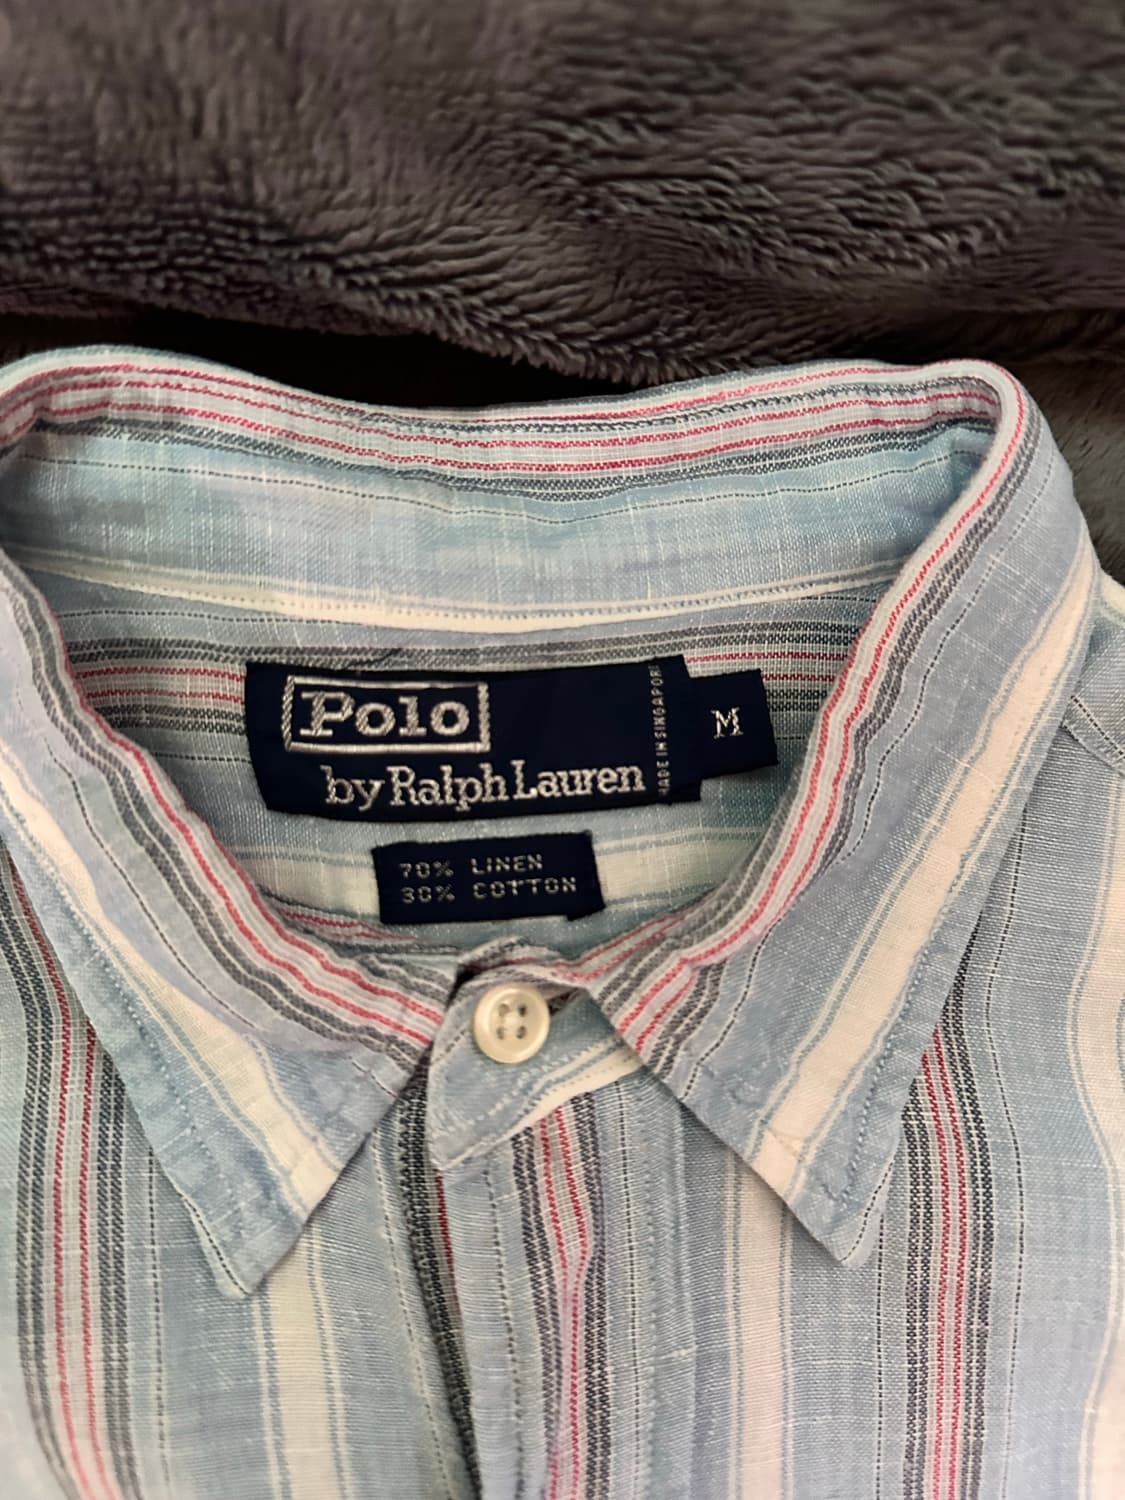 Polo
by Ralph Lauren
MADE IN SINGAPORE
M
70% LINEN
30% COTTON